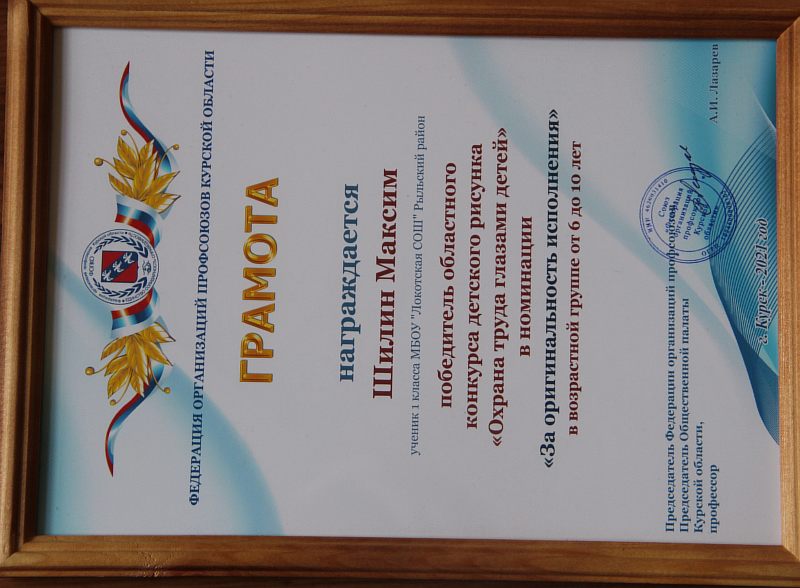 ФЕДЕРАЦИЯ ОРГАНИЗАЦИЙ ПРОФСОЮЗОВ КУРСКОЙ ОБЛАСТИ
ГРАМОТА
награждается
Шилин Максим
ученик 1 класса МБОУ "Локотская СОШ" Рыльский район
победитель областного
конкурса детского рисунка
«Охрана труда глазами детей»
в номинации
«За оригинальность исполнения»
в возрастной группе от 6 до 10 лет
Председатель Федерации организаций профсоюзов,
Председатель Общественной палаты
Курской области,
профессор
А.И. Лазарев
Союз
Организация
г. Курск - 2021 год